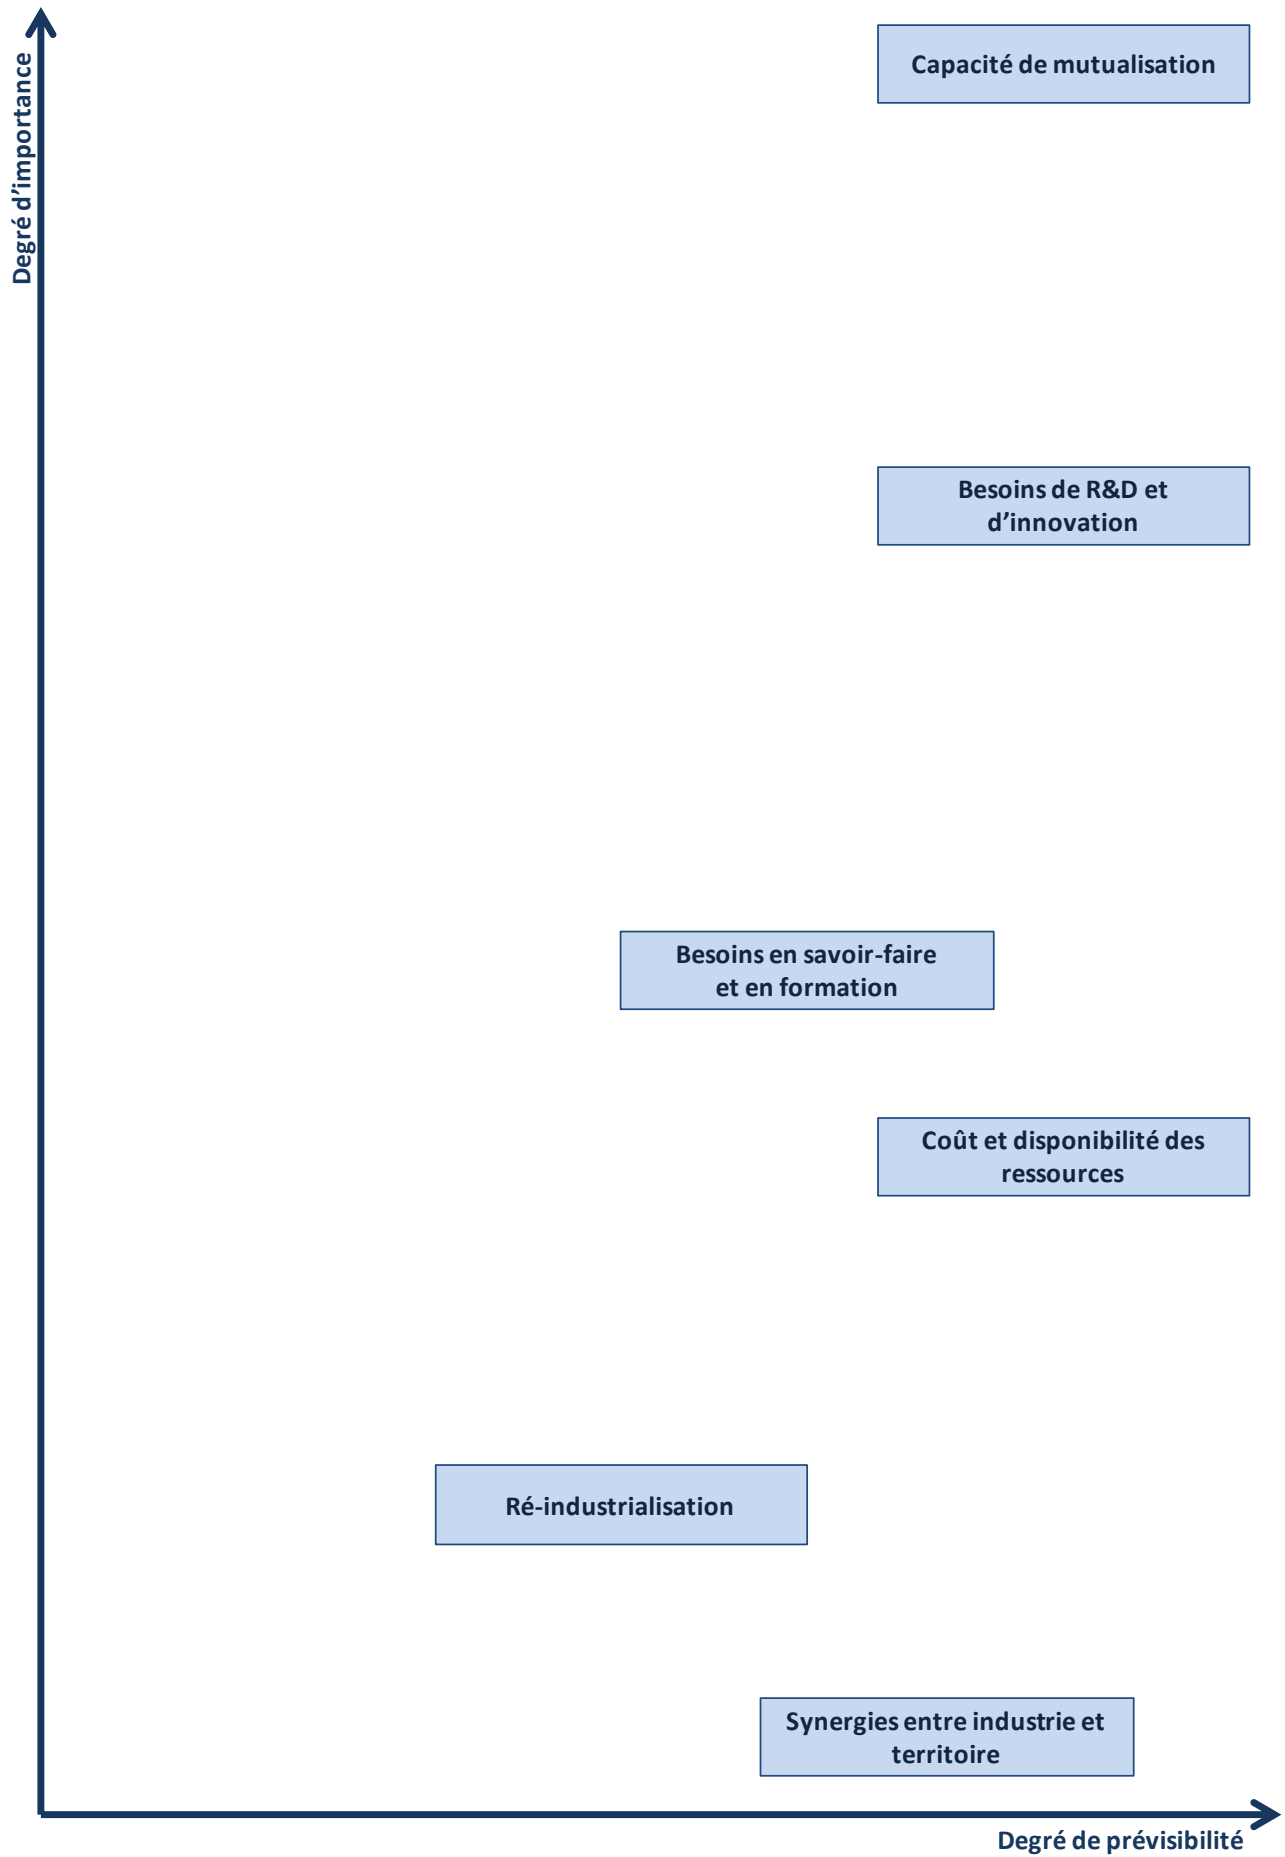 Degré d’importance
Capacité de mutualisation
Besoins de R&D et
d’innovation
Besoins en savoir-faire
et en formation
Coût et disponibilité des
ressources
Ré-industrialisation
Synergies entre industrie et
territoire
Degré de prévisibilité